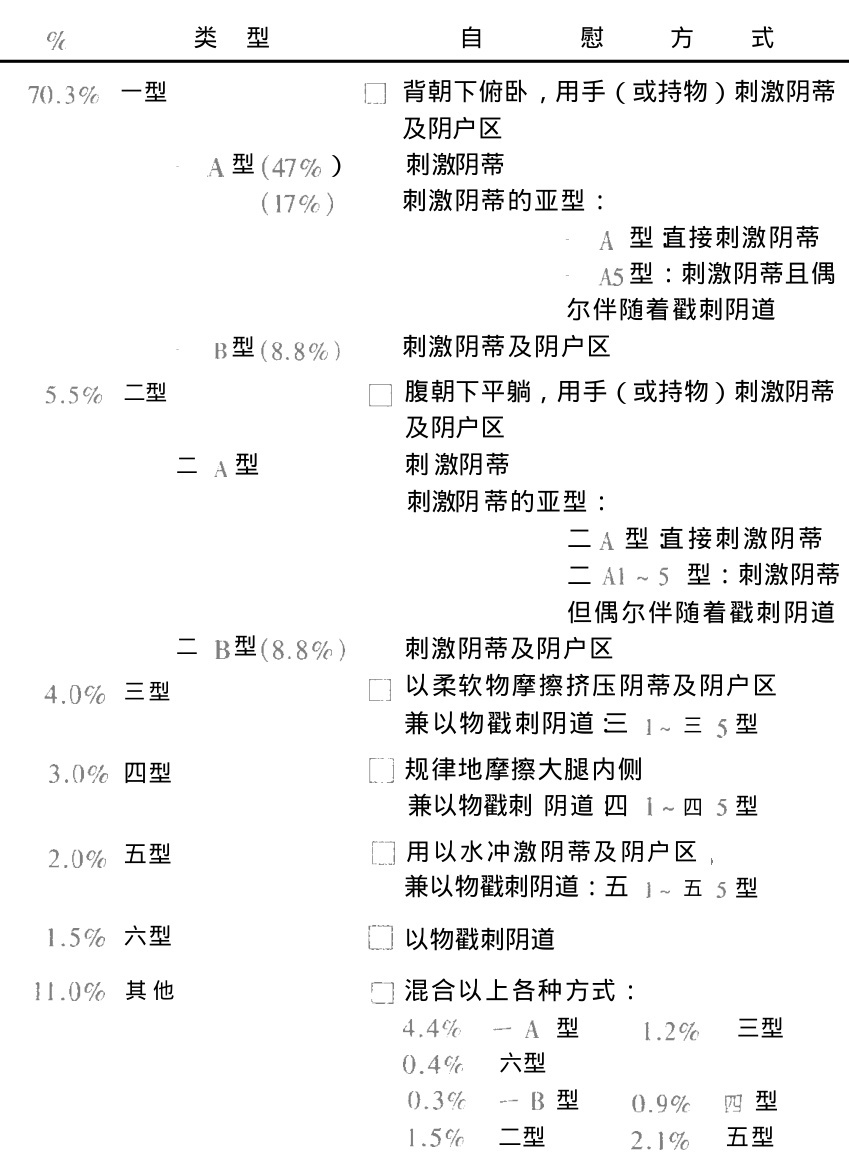 % 类 型 自 慰 方 式
70.3% 一型 □ 背朝下俯卧，用手（或持物）刺激阴蒂
及阴户区
A 型(47%) 刺激阴蒂
(17%) 刺激阴蒂的亚型：
A 型:直接刺激阴蒂
A5型：刺激阴蒂且偶
尔伴随着戳刺阴道
B型(8.8%) 刺激阴蒂及阴户区
5.5% 二型 □ 腹朝下平躺，用手（或持物）刺激阴蒂
及阴户区
二 A 型 刺激阴蒂
刺激阴蒂的亚型：
二 A 型:直接刺激阴蒂
二 A1~5 型：刺激阴蒂
但偶尔伴随着戳刺阴道
二 B型(8.8%) 刺激阴蒂及阴户区
4.0% 三型 □ 以柔软物摩擦挤压阴蒂及阴户区
兼以物戳刺阴道:三 1~三 5型
3.0% 四型 □ 规律地摩擦大腿内侧
兼以物戳刺阴道:四 1~四 5型
2.0% 五型 □ 用以水冲激阴蒂及阴户区，
兼以物戳刺阴道：五 1~五 5型
1.5% 六型 □ 以物戳刺阴道
11.0% 其他 □ 混合以上各种方式：
4.4% 一A 型 1.2% 三型
0.4% 六型
0.3% 一B 型 0.9% 四型
1.5% 二型 2.1% 五型